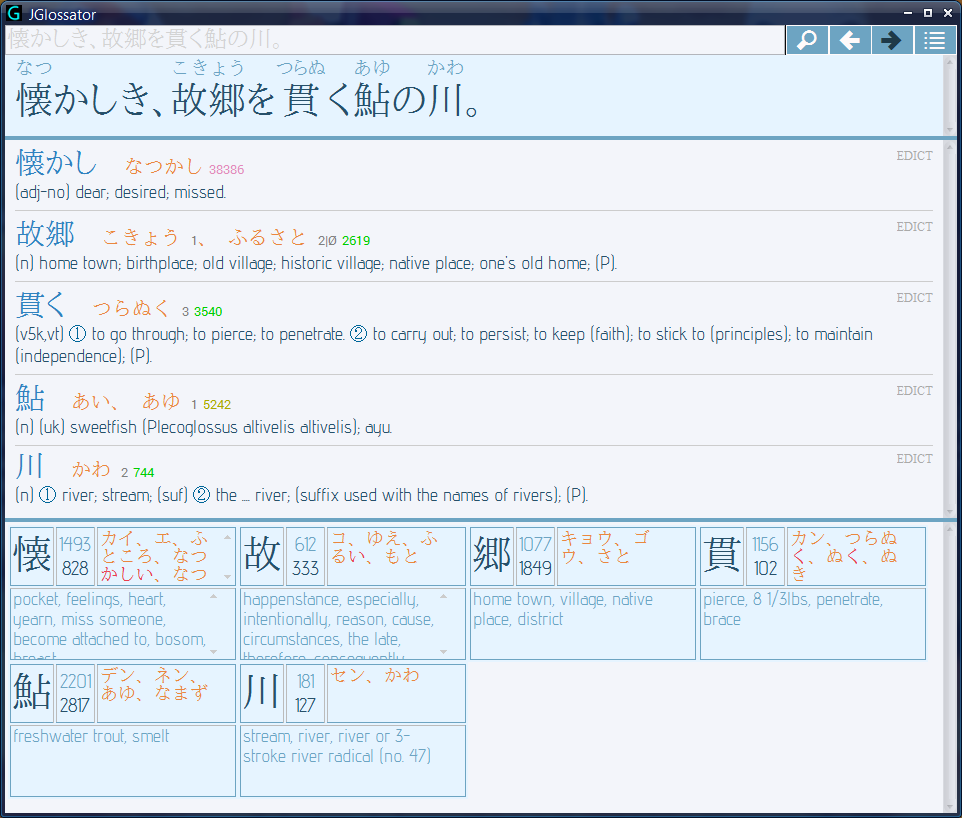 JGlossator
懐かしき、故郷を貫く鮎の川。
なつ こきょう つらぬ あゆ かわ
懐かしき、故郷を貫く鮎の川。
懐かし なつかし 38386 EDICT
(adj-no) dear; desired; missed.
故郷 こきょう 1、 ふるさと 2|Ø 2619 EDICT
(n) home town; birthplace; old village; historic village; native place; one's old home; (P).
貫く つらぬく 3 3540 EDICT
(v5k,vt) ① to go through; to pierce; to penetrate. ② to carry out; to persist; to keep (faith); to stick to (principles); to maintain
(independence); (P).
鮎 あい、 あゆ 1 5242 EDICT
(n) (uk) sweetfish (Plecoglossus altivelis altivelis); ayu.
川 かわ 2 744 EDICT
(n) ① river; stream; (suf) ② the .... river; (suffix used with the names of rivers); (P).
懐
1493
828
カイ、エ、ふ
ところ、なつ
かしい、なつ
pocket, feelings, heart,
yearn, miss someone,
become attached to, bosom,
breast
故
612
333
コ、ゆえ、ふ
るい、もと
happenstance, especially,
intentionally, reason, cause,
circumstances, the late,
therefore, consequently
郷
1077
1849
キョウ、ゴ
ウ、さと
home town, village, native
place, district
貫
1156
102
カン、つらぬ
く、ぬく、ぬ
き
pierce, 8 1/3lbs, penetrate,
brace
鮎
2201
2817
デン、ネン、
あゆ、なまず
freshwater trout, smelt
川
181
127
セン、かわ
stream, river, river or 3-
stroke river radical (no. 47)